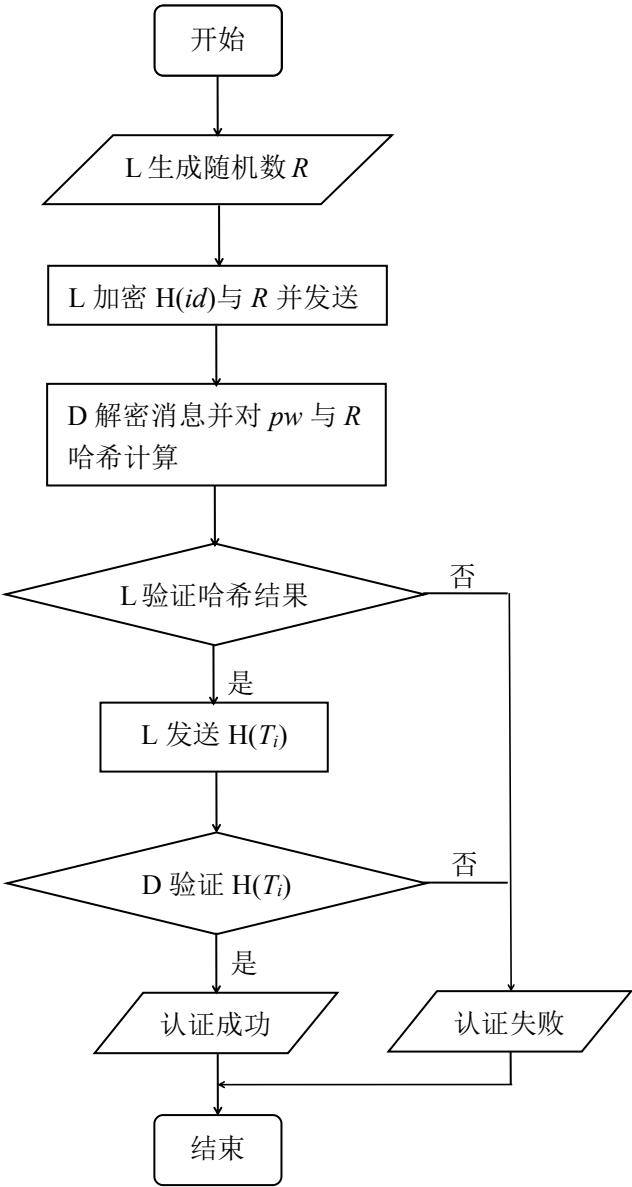 开始
L 生成随机数 R
L 加密 H(id)与 R 并发送
D 解密消息并对 pw 与 R
哈希计算
L 验证哈希结果
否
是
L 发送 H(Ti)
D 验证 H(Ti)
否
是
认证成功
认证失败
结束